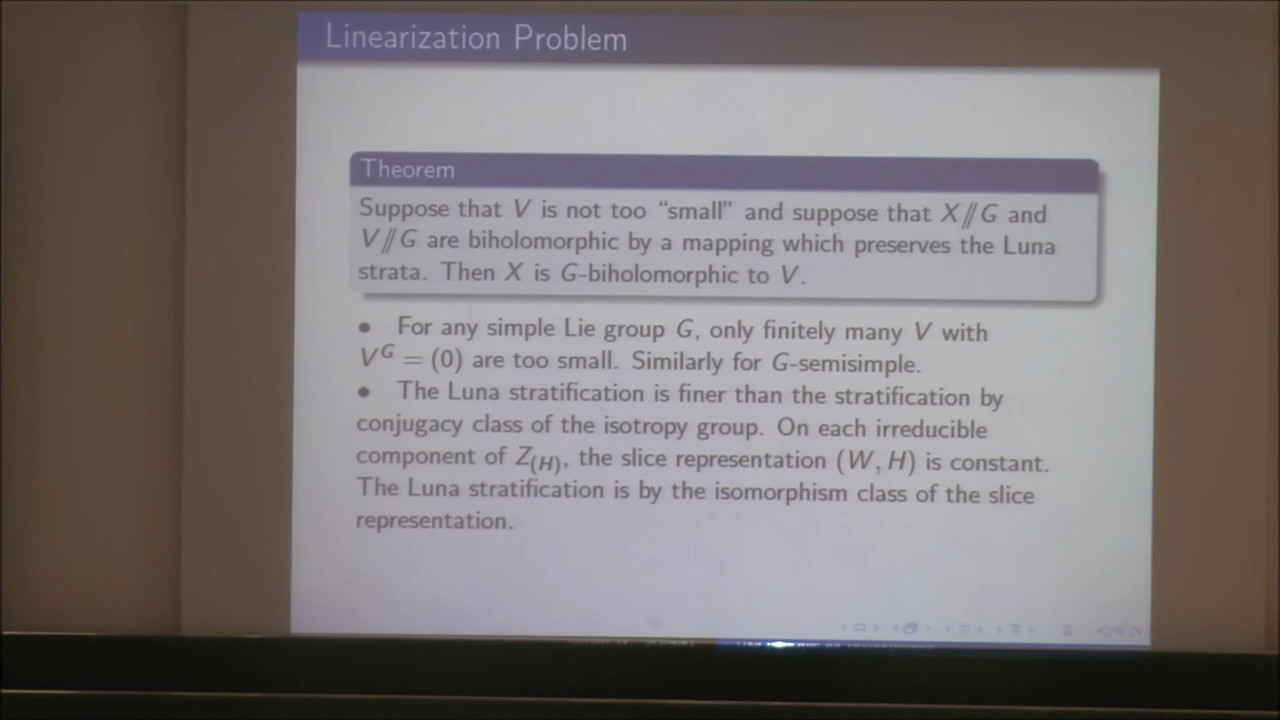 Linearization Problem
Theorem
Suppose that V is not too “small” and suppose that X//G and
V//G are biholomorphic by a mapping which preserves the Luna
strata. Then X is G-biholomorphic to V.
• For any simple Lie group G, only finitely many V with
V^G = (0) are too small. Similarly for G-semisimple.
• The Luna stratification is finer than the stratification by
conjugacy class of the isotropy group. On each irreducible
component of Z_(H), the slice representation (W, H) is constant.
The Luna stratification is by the isomorphism class of the slice
representation.